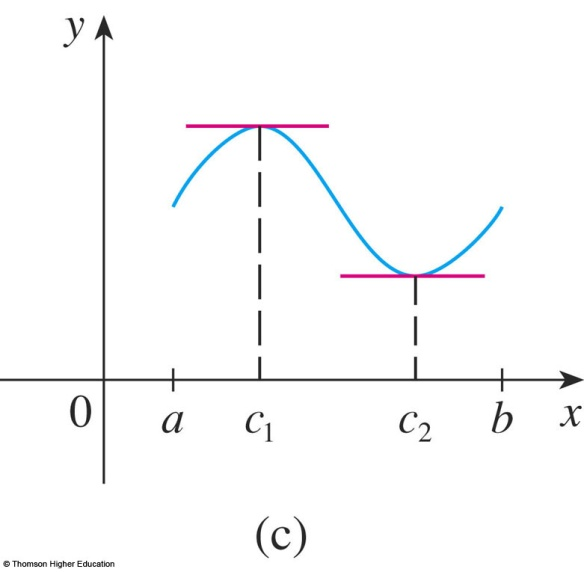 y
0 a c₁ c₂ b x
(c)
© Thomson Higher Education